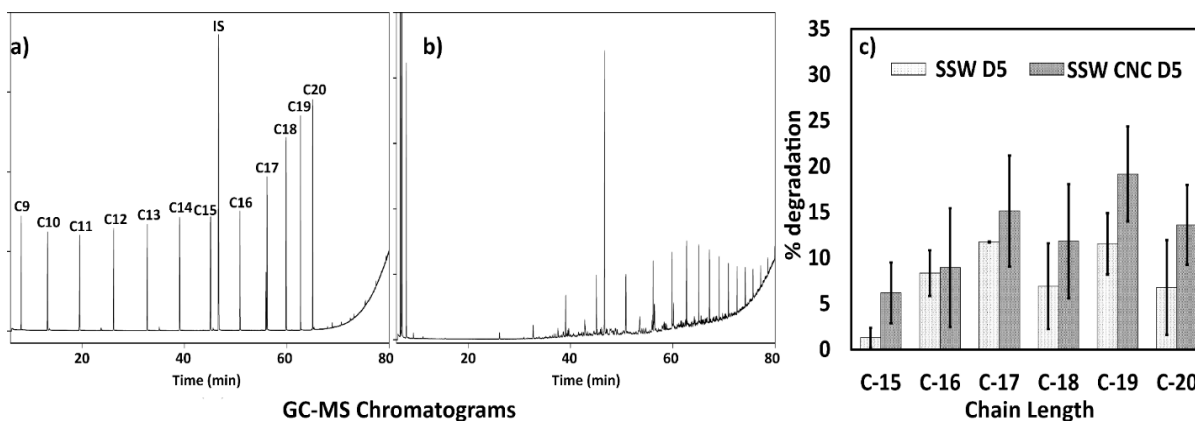 a)
IS
C9
C10
C11
C12
C13
C14
C15
C16
C17
C18
C19
C20
20
40
60
80
Time (min)
b)
20
40
60
80
Time (min)
GC-MS Chromatograms
c)
SSW D5
SSW CNC D5
% degradation
35
30
25
20
15
10
5
0
C-15
C-16
C-17
C-18
C-19
C-20
Chain Length